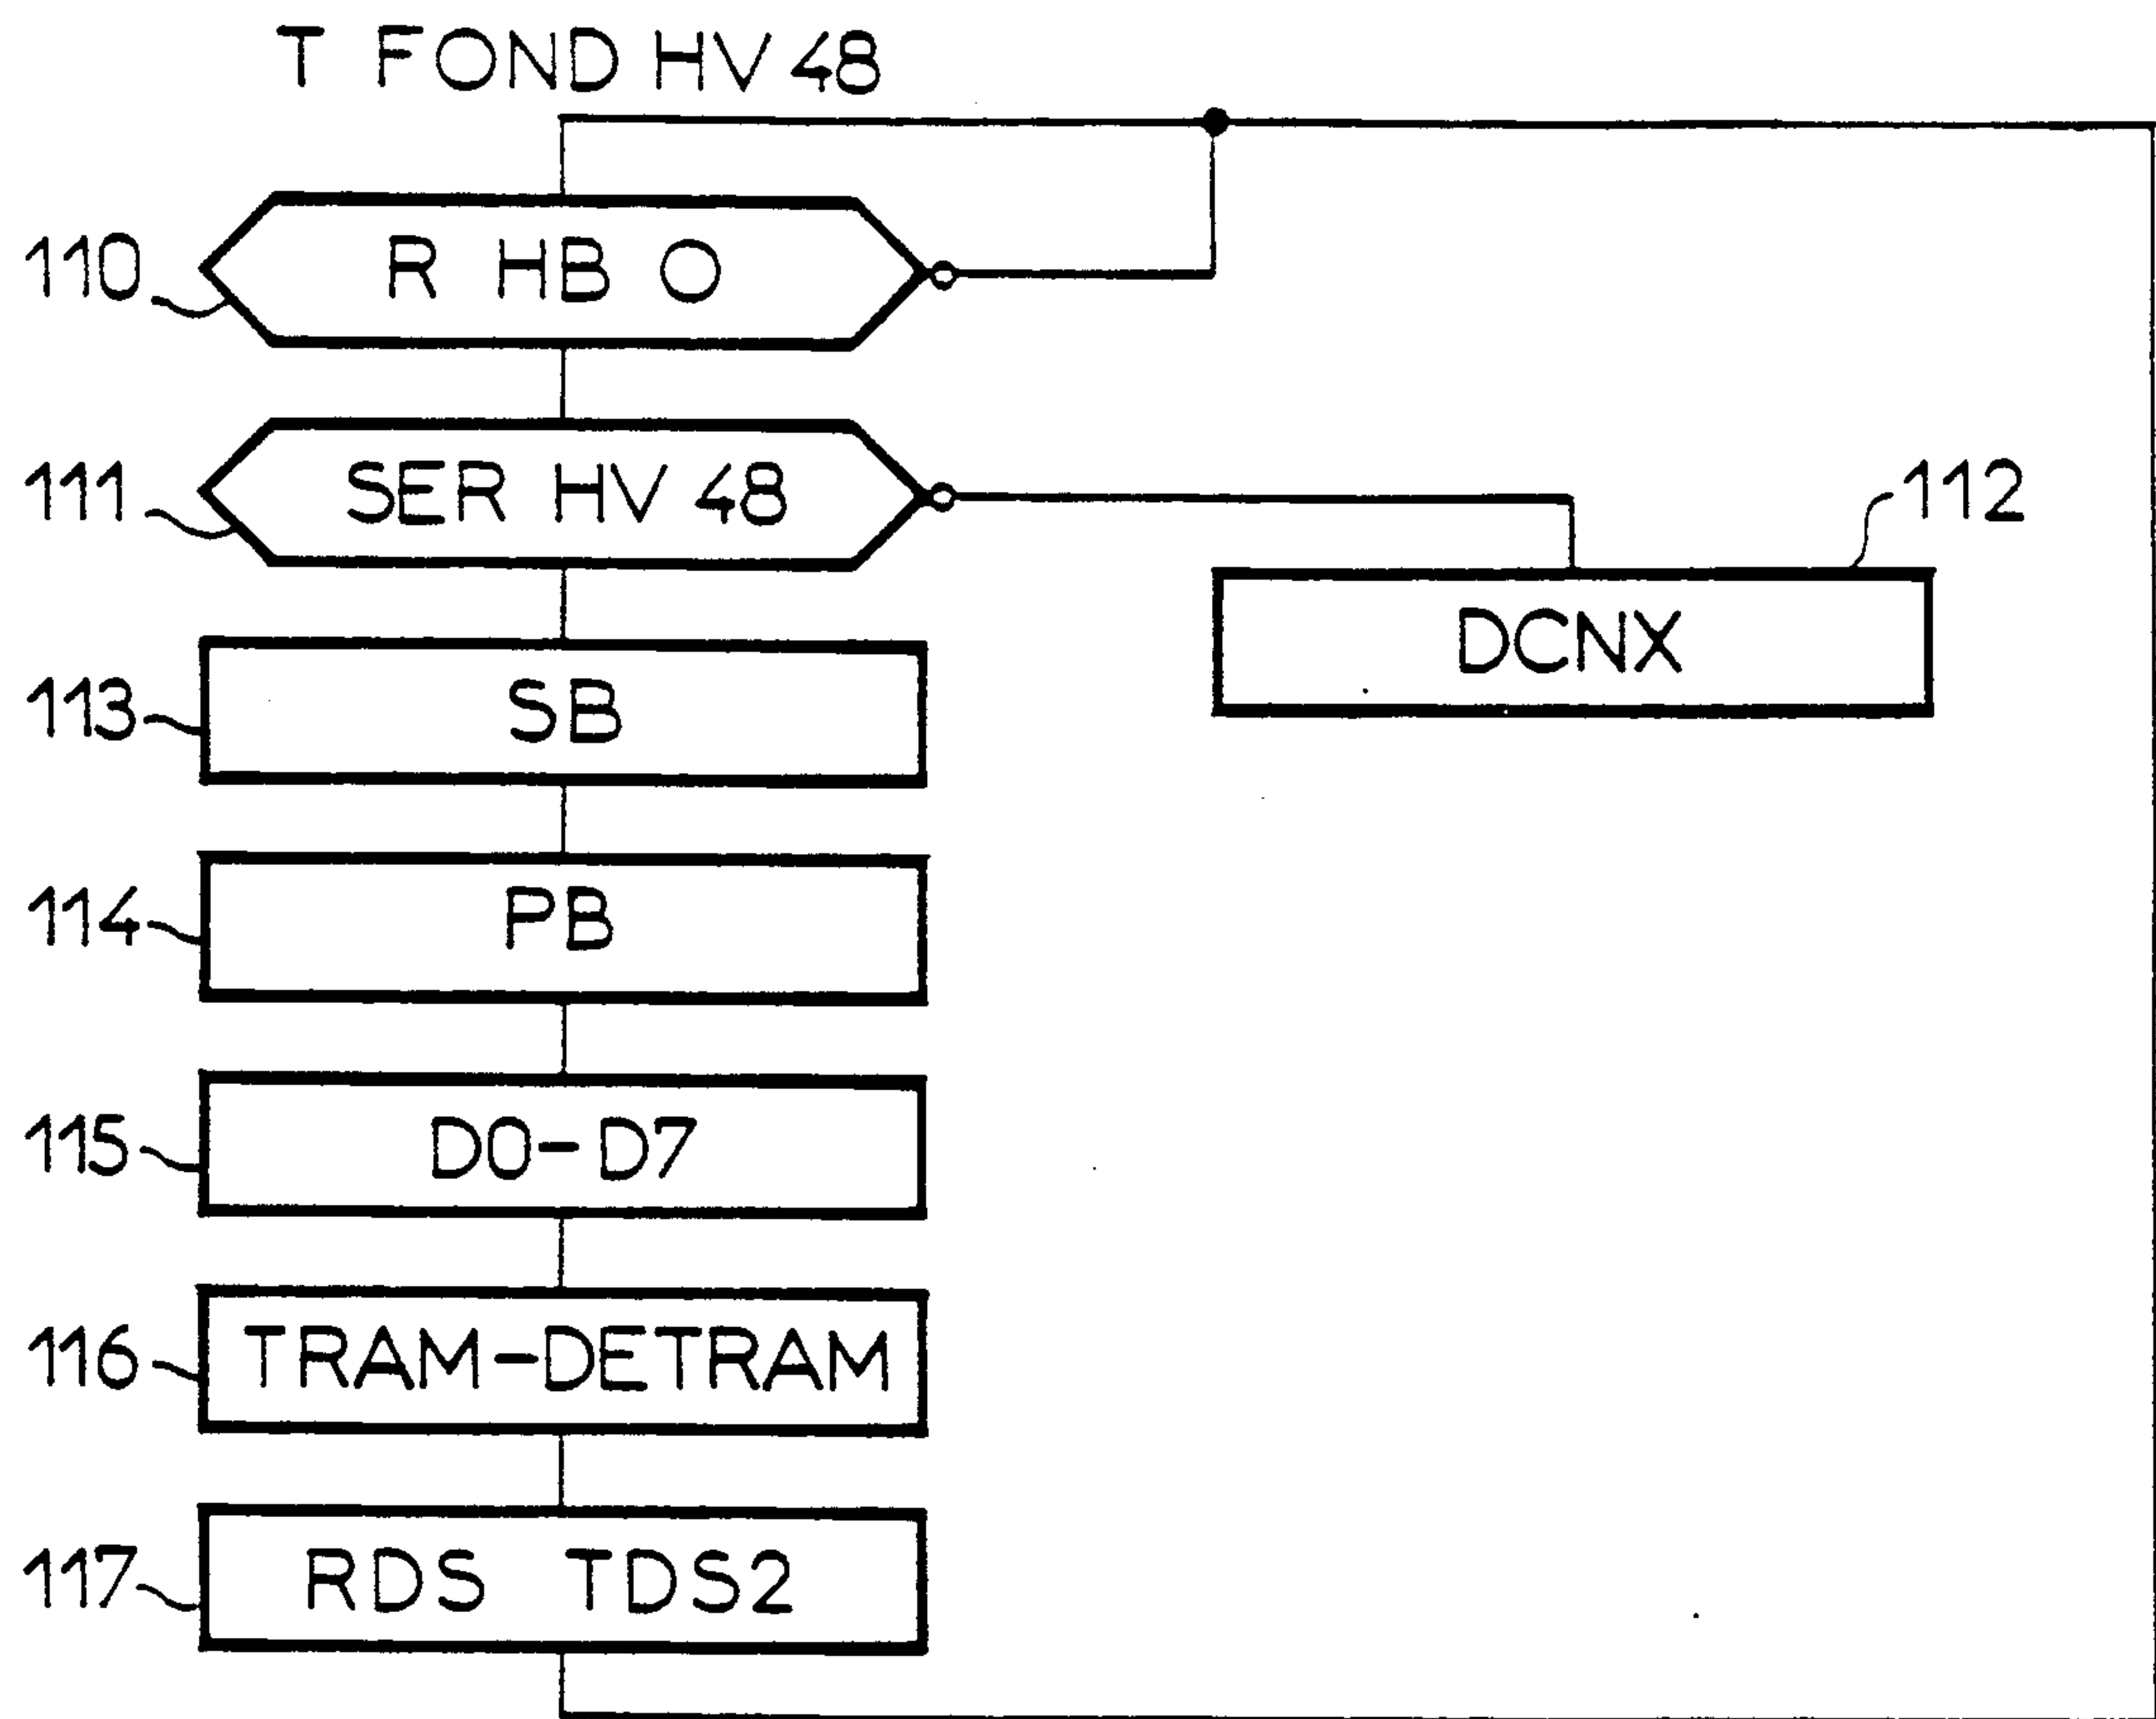 T FOND HV 48
110 R HB O
111 SER HV 48
112
DCNX
113 SB
114 PB
115 D0-D7
116 TRAM-DETRAM
117 RDS TDS2